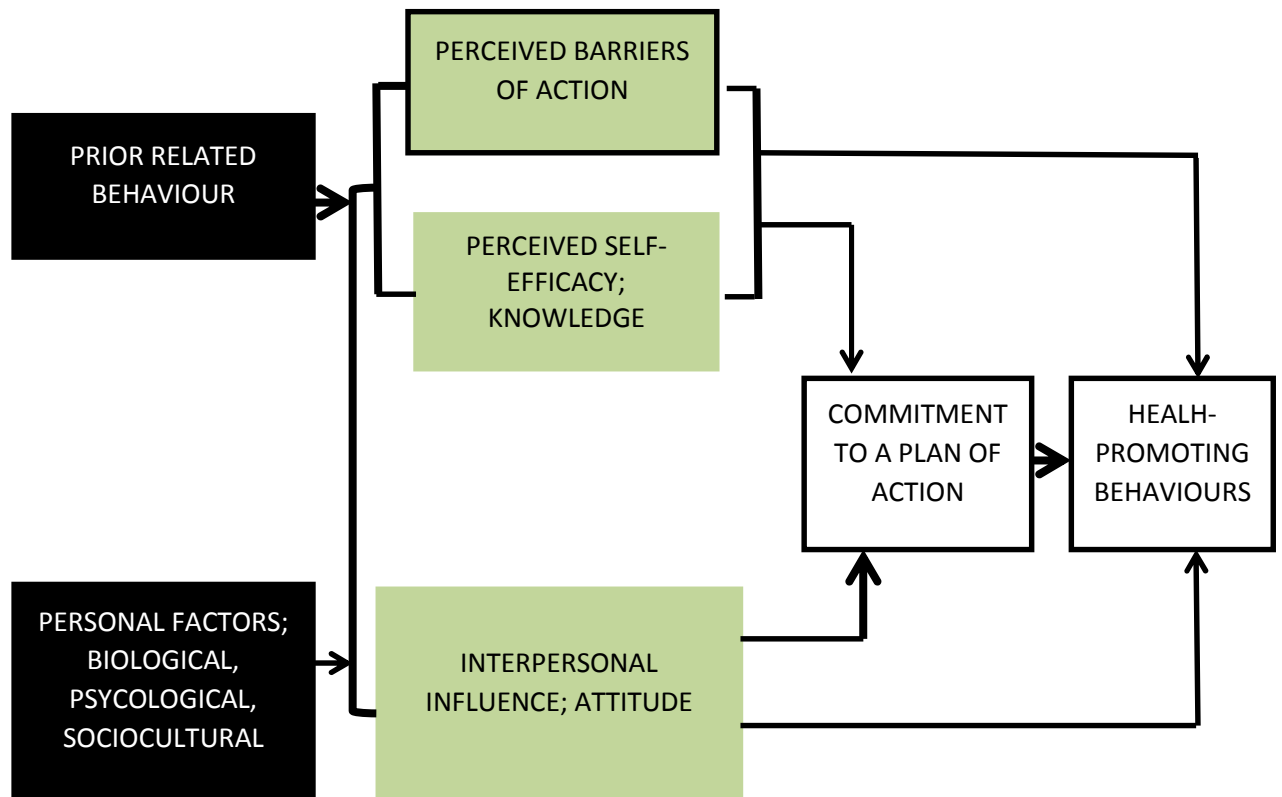 PERCEIVED BARRIERS
OF ACTION
PRIOR RELATED
BEHAVIOUR
PERCEIVED SELF-
EFFICACY;
KNOWLEDGE
COMMITMENT
TO A PLAN OF
ACTION
HEALH-
PROMOTING
BEHAVIOURS
PERSONAL FACTORS;
BIOLOGICAL,
PSYCOLOGICAL,
SOCIOCULTURAL
INTERPERSONAL
INFLUENCE; ATTITUDE